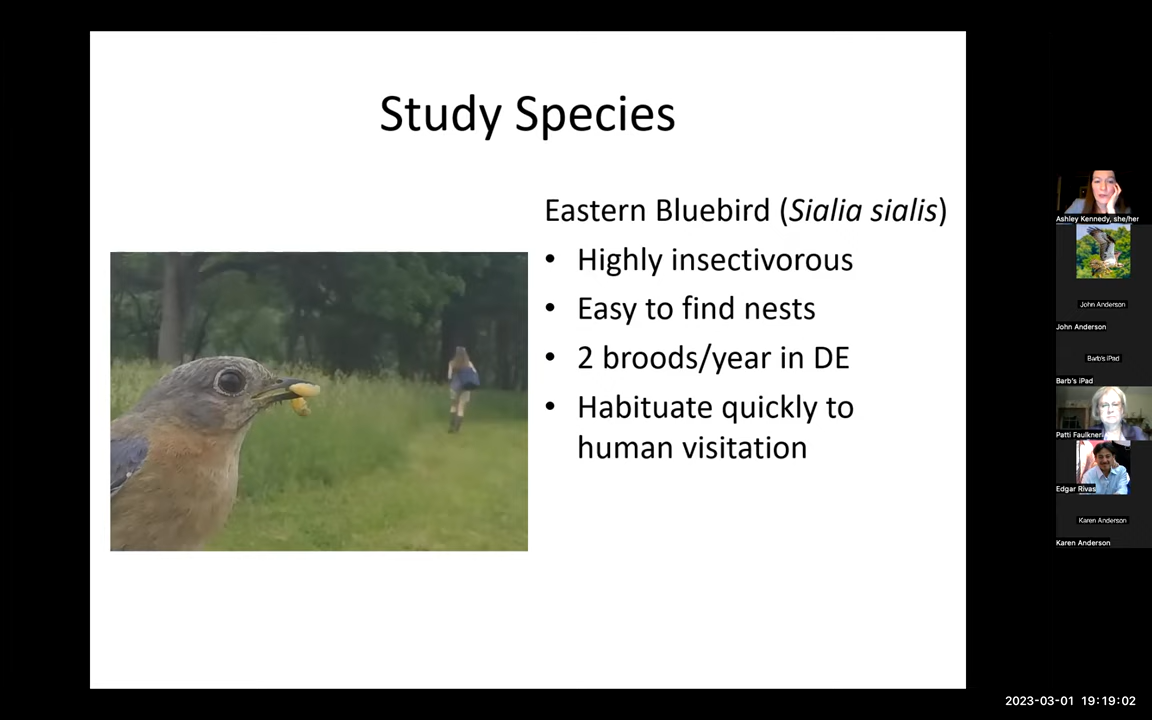 Study Species
Eastern Bluebird (Sialia sialis)
• Highly insectivorous
• Easy to find nests
• 2 broods/year in DE
• Habituate quickly to
human visitation
Ashley Kennedy, she/her
John Anderson
John Anderson
Barb's iPad
Barb's iPad
Patti Faulkner
Edgar Rivas
Karen Anderson
Karen Anderson
2023-03-01 19:19:02